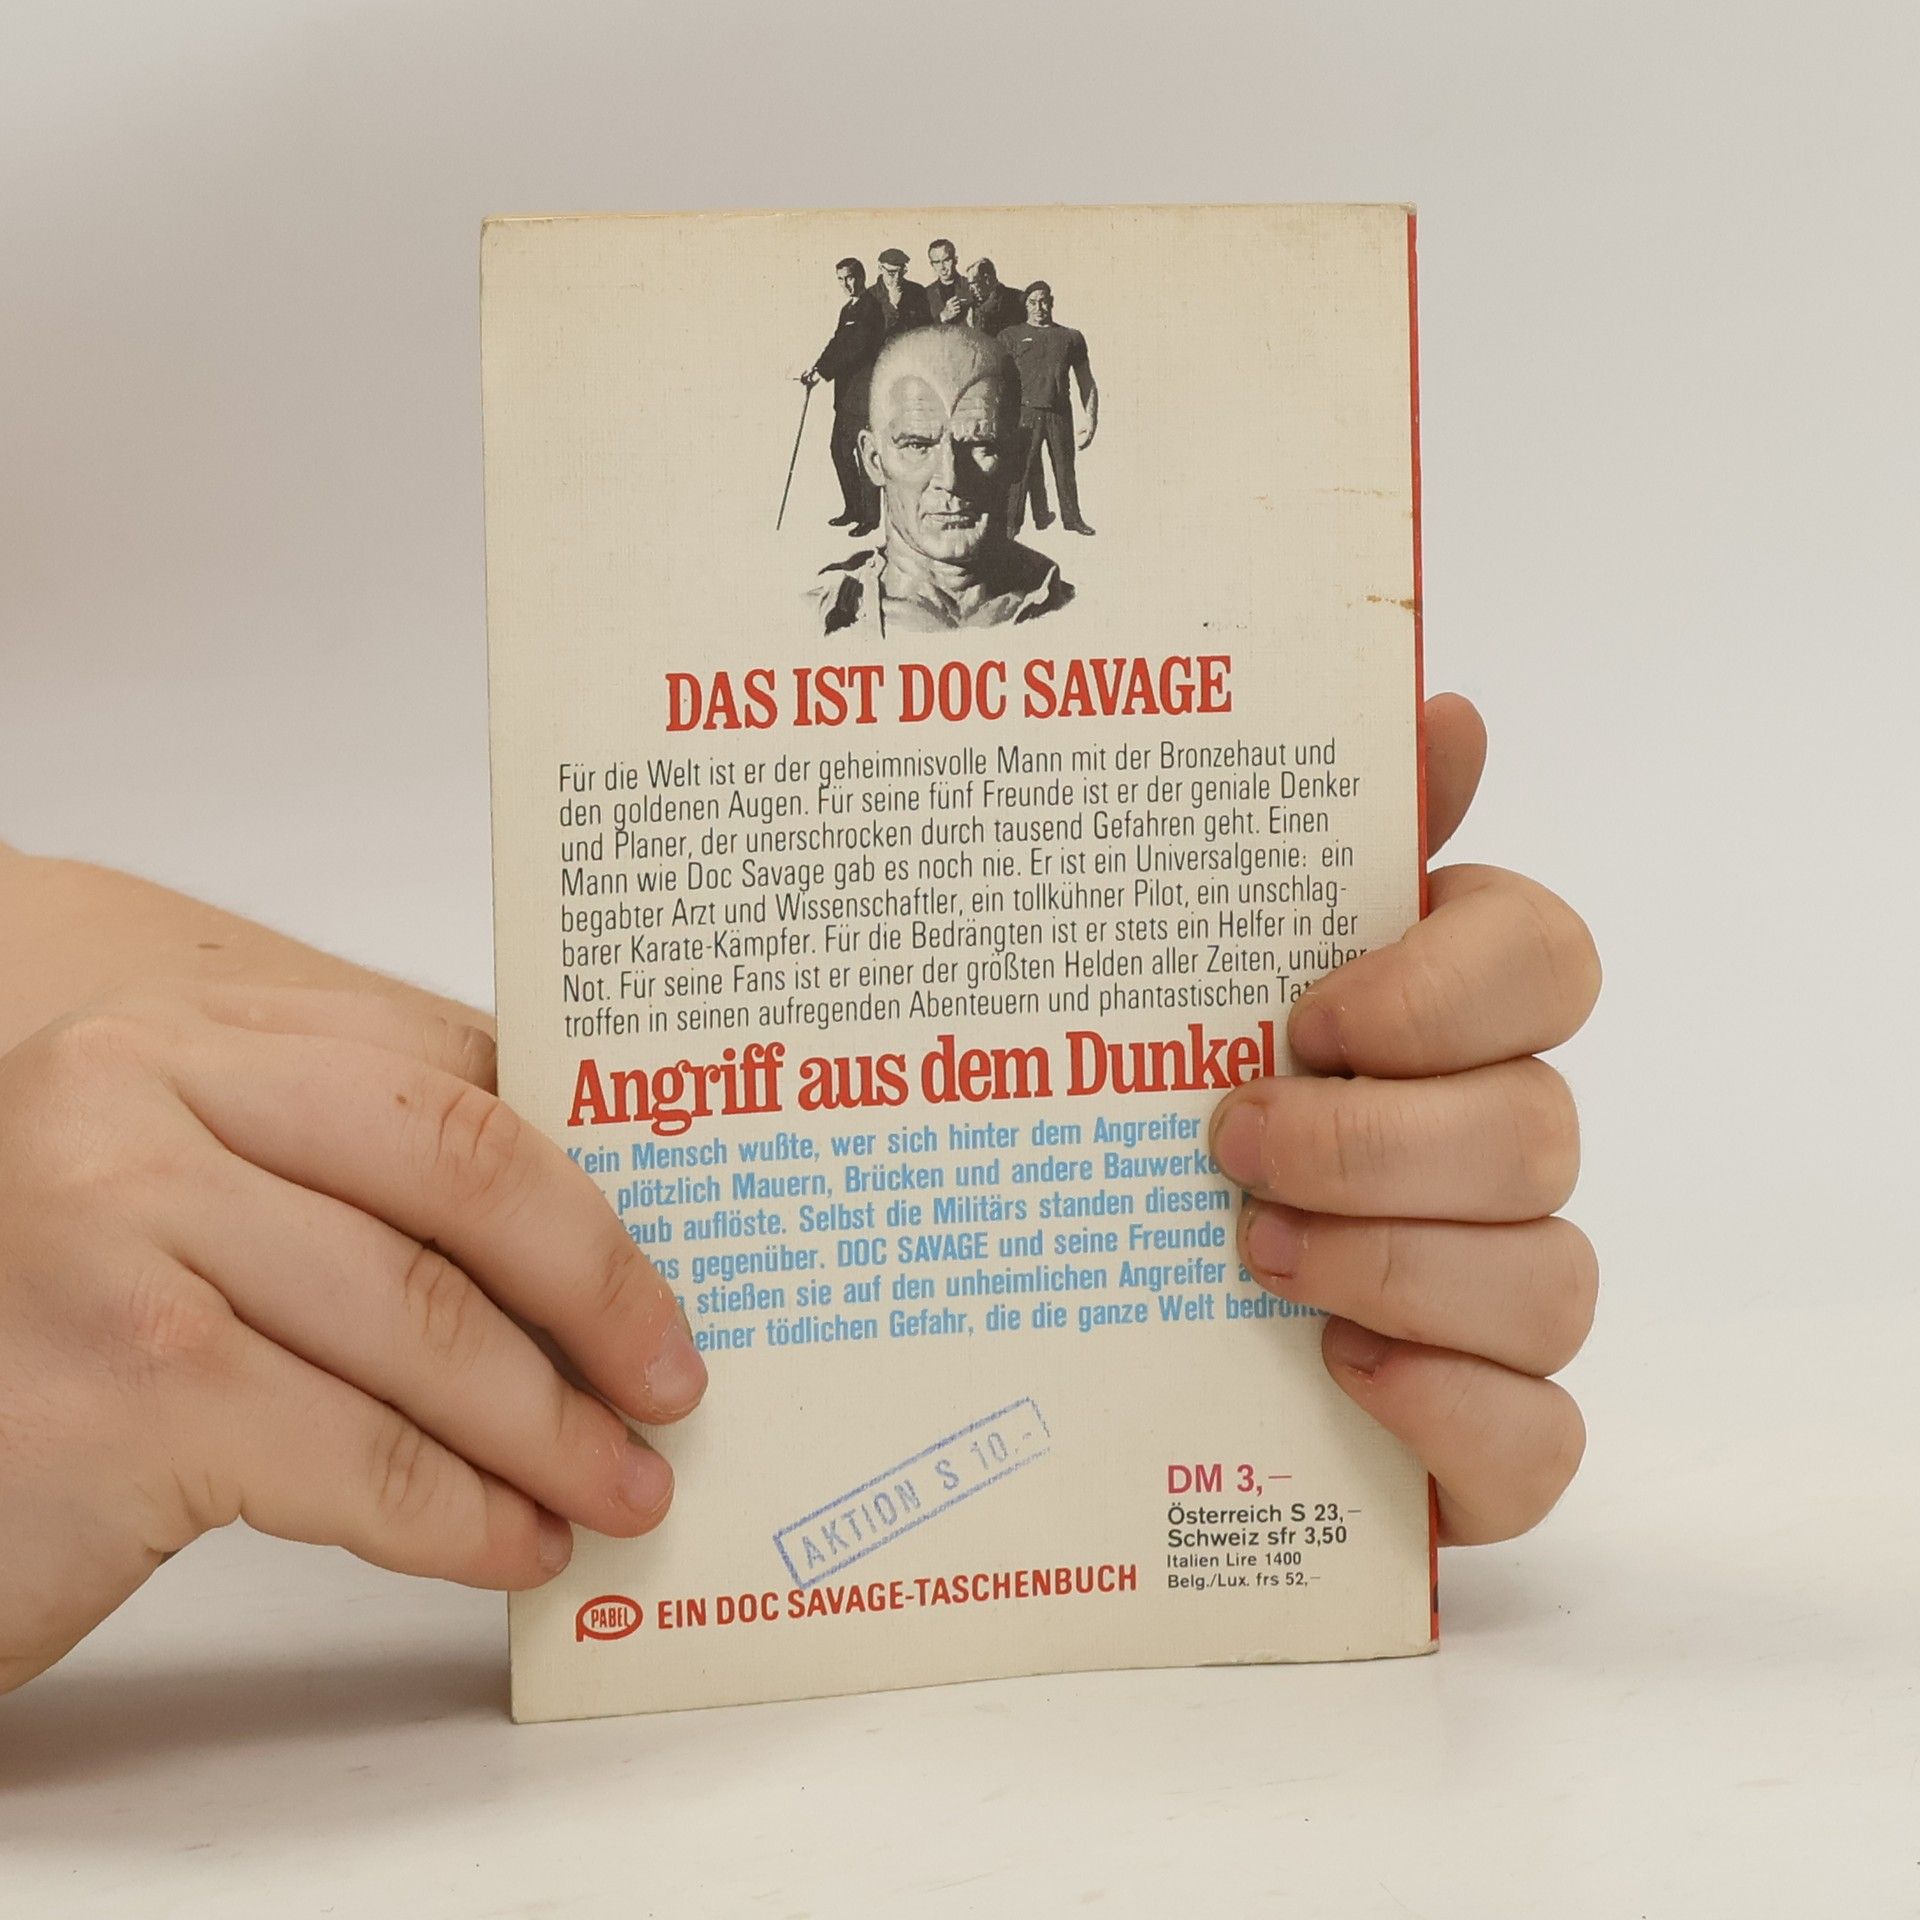 DAS IST DOC SAVAGE
Für die Welt ist er der geheimnisvolle Mann mit der Bronzehaut und
den goldenen Augen. Für seine fünf Freunde ist er der geniale Denker
und Planer, der unerschrocken durch tausend Gefahren geht. Einen
Mann wie Doc Savage gab es noch nie. Er ist ein Universalgenie: ein
begabter Arzt und Wissenschaftler, ein tollkühner Pilot, ein unschlag-
barer Karate-Kämpfer. Für die Bedrängten ist er stets ein Helfer in der
Not. Für seine Fans ist er einer der größten Helden aller Zeiten, unüber
troffen in seinen aufregenden Abenteuern und phantastischen
Angriff aus dem Dunkel
Kein Mensch wußte, wer sich hinter dem Angreifer
plötzlich Mauern, Brücken und andere Bauwerke
auflöste. Selbst die Militärs standen diesem
gegenüber. DOC SAVAGE und seine Freunde
stießen sie auf den unheimlichen Angreifer
einer tödlichen Gefahr, die die ganze Welt bedrohte
AKTION S 10.-
DM 3,—
Österreich S 23,—
Schweiz sfr 3,50
Italien Lire 1400
Belg./Lux. frs 52,—
PABEL EIN DOC SAVAGE-TASCHENBUCH